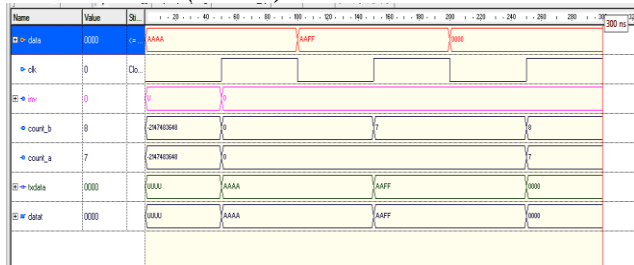 Name Value Sti... 20 40 60 80 100 120 140 160 180 200 220 240 260 280 300 ns
data 0000 <=... AAAA AAFF 0000
clk 0 Clo...
inv 0 U 0
count_b 8 -2147483648 0 7 8
count_a 7 -2147483648 0 7
txdata 0000 UUUU AAAA AAFF 0000
datat 0000 UUUU AAAA AAFF 0000